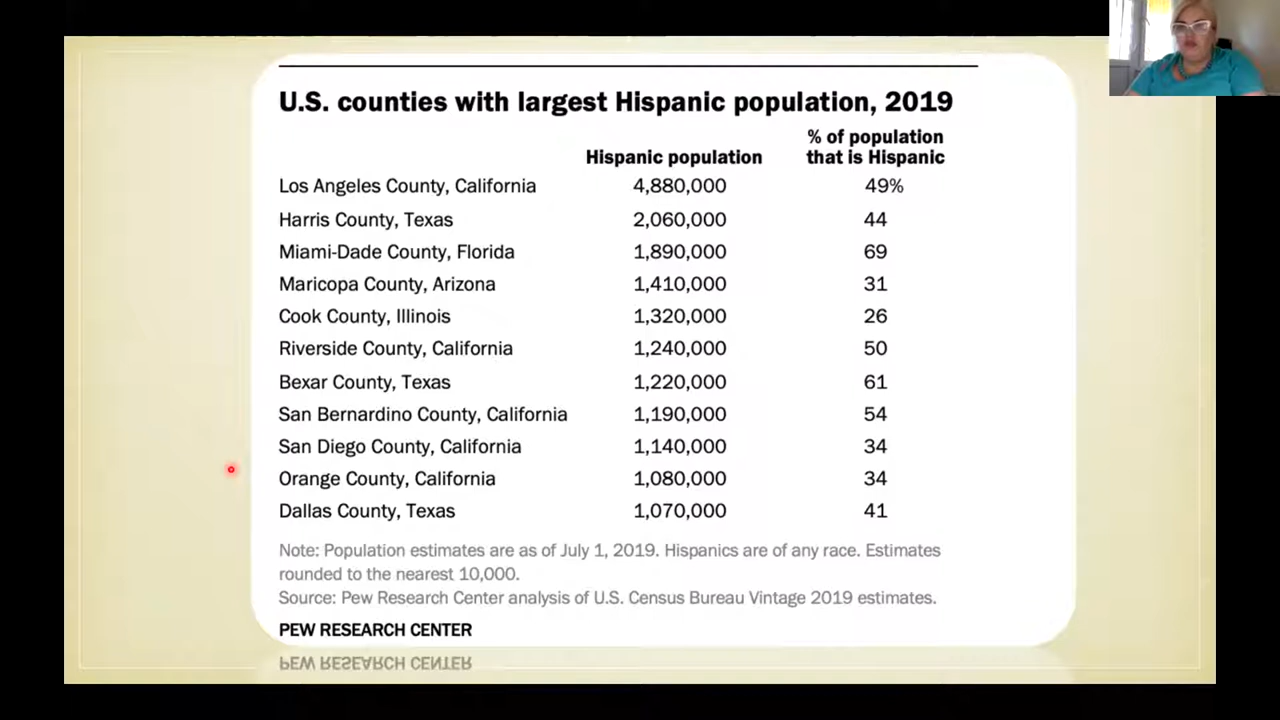 U.S. counties with largest Hispanic population, 2019
Hispanic population
% of population
that is Hispanic
Los Angeles County, California 4,880,000 49%
Harris County, Texas 2,060,000 44
Miami-Dade County, Florida 1,890,000 69
Maricopa County, Arizona 1,410,000 31
Cook County, Illinois 1,320,000 26
Riverside County, California 1,240,000 50
Bexar County, Texas 1,220,000 61
San Bernardino County, California 1,190,000 54
San Diego County, California 1,140,000 34
Orange County, California 1,080,000 34
Dallas County, Texas 1,070,000 41
Note: Population estimates are as of July 1, 2019. Hispanics are of any race. Estimates
rounded to the nearest 10,000.
Source: Pew Research Center analysis of U.S. Census Bureau Vintage 2019 estimates.
PEW RESEARCH CENTER